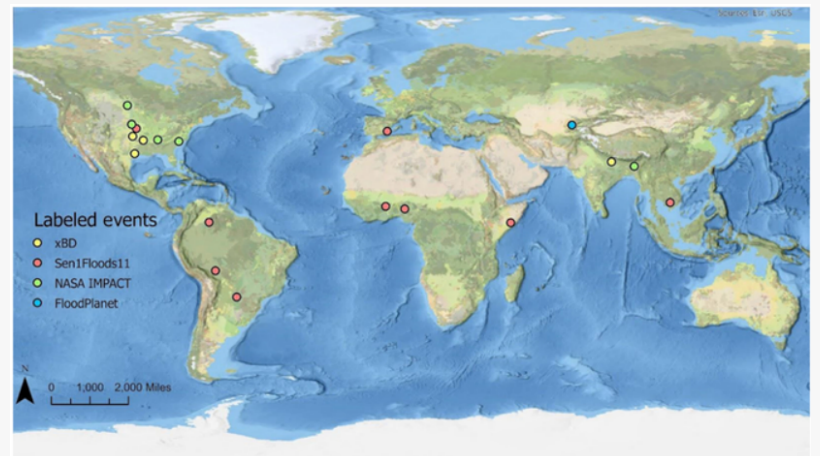 Labeled events
xBD
Sen1Floods11
NASA IMPACT
FloodPlanet
N
0 1,000 2,000 Miles